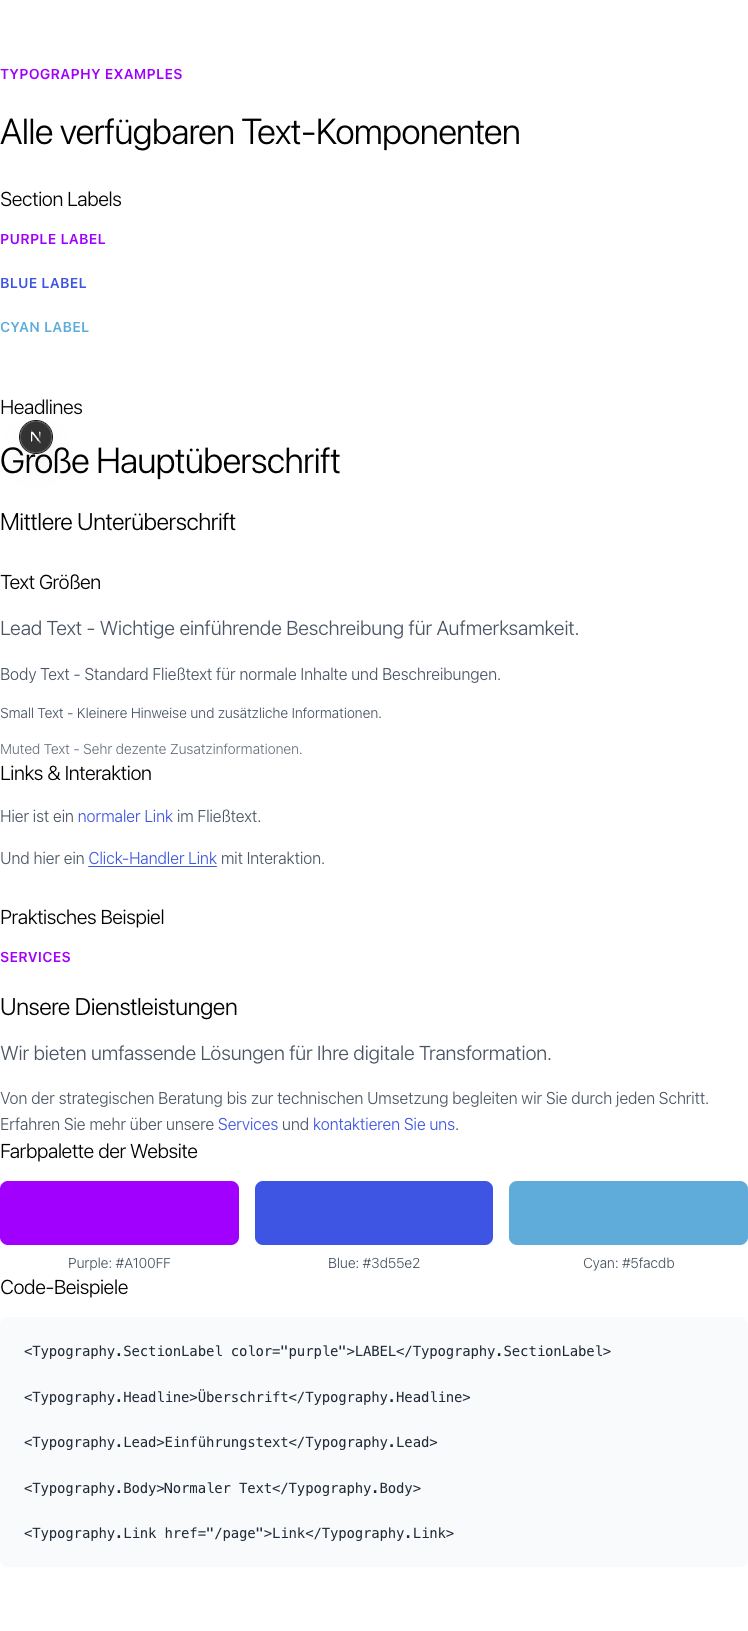 TYPOGRAPHY EXAMPLES
Alle verfügbaren Text-Komponenten
Section Labels
PURPLE LABEL
BLUE LABEL
CYAN LABEL
Headlines
N
Große Hauptüberschrift
Mittlere Unterüberschrift
Text Größen
Lead Text - Wichtige einführende Beschreibung für Aufmerksamkeit.
Body Text - Standard Fließtext für normale Inhalte und Beschreibungen.
Small Text - Kleinere Hinweise und zusätzliche Informationen.
Muted Text - Sehr dezente Zusatzinformationen.
Links & Interaktion
Hier ist ein normaler Link im Fließtext.
Und hier ein Click-Handler Link mit Interaktion.
Praktisches Beispiel
SERVICES
Unsere Dienstleistungen
Wir bieten umfassende Lösungen für Ihre digitale Transformation.
Von der strategischen Beratung bis zur technischen Umsetzung begleiten wir Sie durch jeden Schritt.
Erfahren Sie mehr über unsere Services und kontaktieren Sie uns.
Farbpalette der Website
Purple: #A100FF
Blue: #3d55e2
Cyan: #5facdb
Code-Beispiele
<Typography.SectionLabel color="purple">LABEL</Typography.SectionLabel>
<Typography.Headline>Überschrift</Typography.Headline>
<Typography.Lead>Einführungstext</Typography.Lead>
<Typography.Body>Normaler Text</Typography.Body>
<Typography.Link href="/page">Link</Typography.Link>